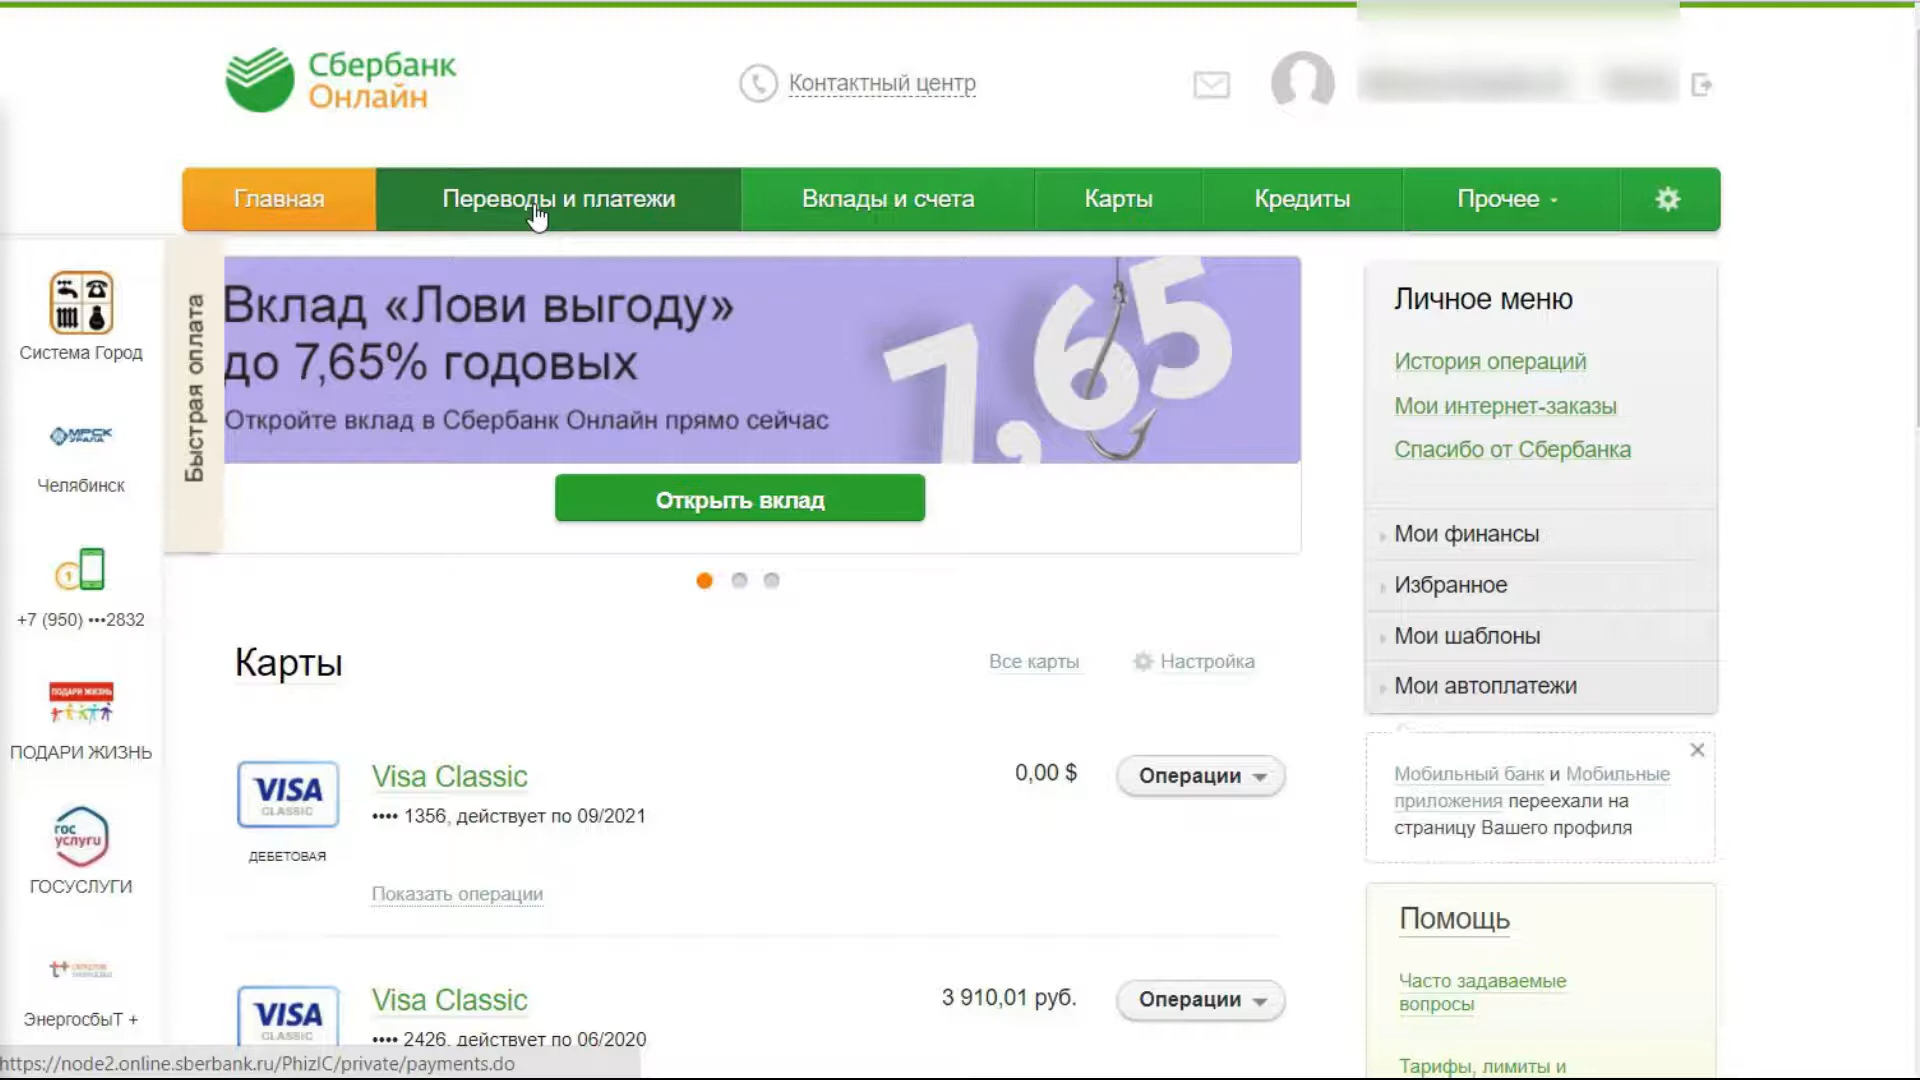 Сбербанк
Онлайн
Контактный центр
Главная
Переводы и платежи
Вклады и счета
Карты
Кредиты
Прочее
Система Город
МРСК
УРАЛА
Челябинск
+7 (950) •••2832
ПОДАРИ ЖИЗНЬ
ПОДАРИ ЖИЗНЬ
гос
услуги
ГОСУСЛУГИ
ЭнергосбыТ +
Быстрая оплата
Вклад «Лови выгоду»
до 7,65% годовых
Откройте вклад в Сбербанк Онлайн прямо сейчас
7,65
Открыть вклад
Карты
Все карты
Настройка
VISA
CLASSIC
ДЕБЕТОВАЯ
Visa Classic
•••• 1356, действует по 09/2021
0,00 $
Операции
Показать операции
VISA
CLASSIC
Visa Classic
•••• 2426, действует по 06/2020
3 910,01 руб.
Операции
Личное меню
История операций
Мои интернет-заказы
Спасибо от Сбербанка
Мои финансы
Избранное
Мои шаблоны
Мои автоплатежи
Мобильный банк и Мобильные
приложения переехали на
страницу Вашего профиля
Помощь
Часто задаваемые
вопросы
Тарифы, лимиты и
https://node2.online.sberbank.ru/PhizIC/private/payments.do